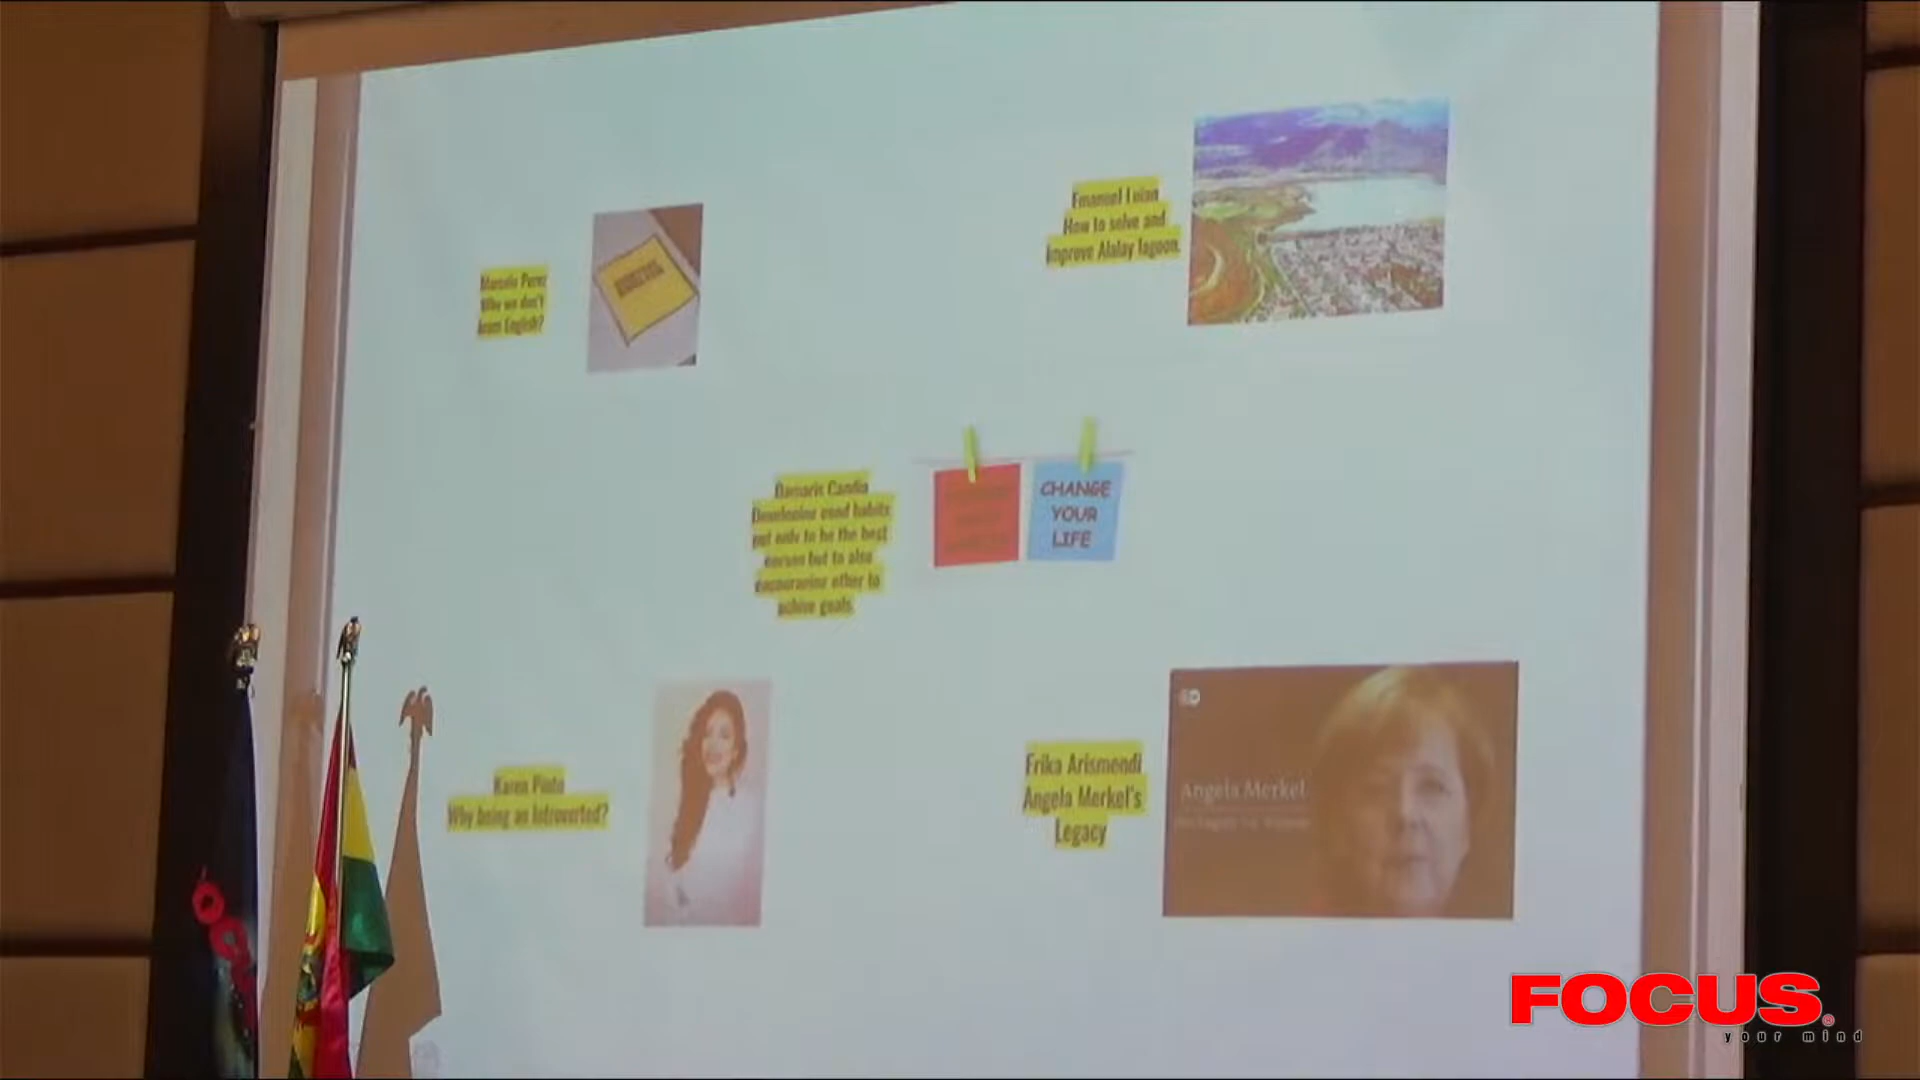 Marcelo Perez
Why we don't
learn English?
Emanuel Lujan
How to solve and
improve Alalay lagoon.
Damaris Candia
Developing good habits
not only to be the best
person but to also
encouraging other to
achive goals.
CHANGE
YOUR
LIFE
Karen Pinto
Why being an Introverted?
Erika Arismendi
Angela Merkel's
Legacy
Angela Merkel
FOCUS
your mind